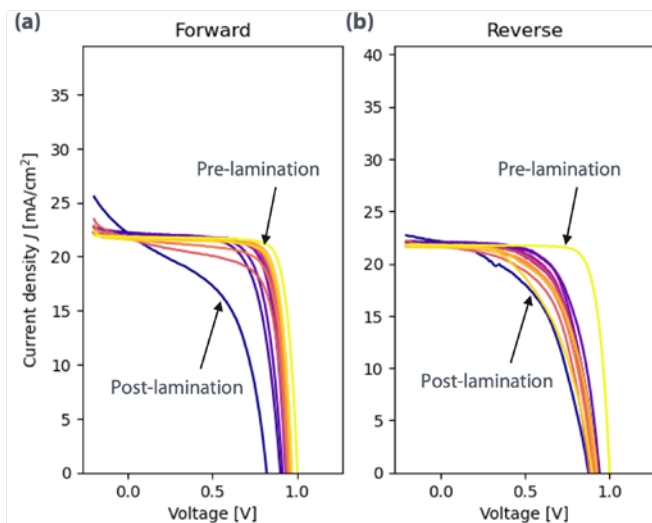 (a)
Forward
(b)
Reverse
Current density J [mA/cm²]
35
30
25
20
15
10
5
0
Pre-lamination
Post-lamination
0.0
0.5
1.0
Voltage [V]
40
35
30
25
20
15
10
5
0
Pre-lamination
Post-lamination
0.0
0.5
1.0
Voltage [V]